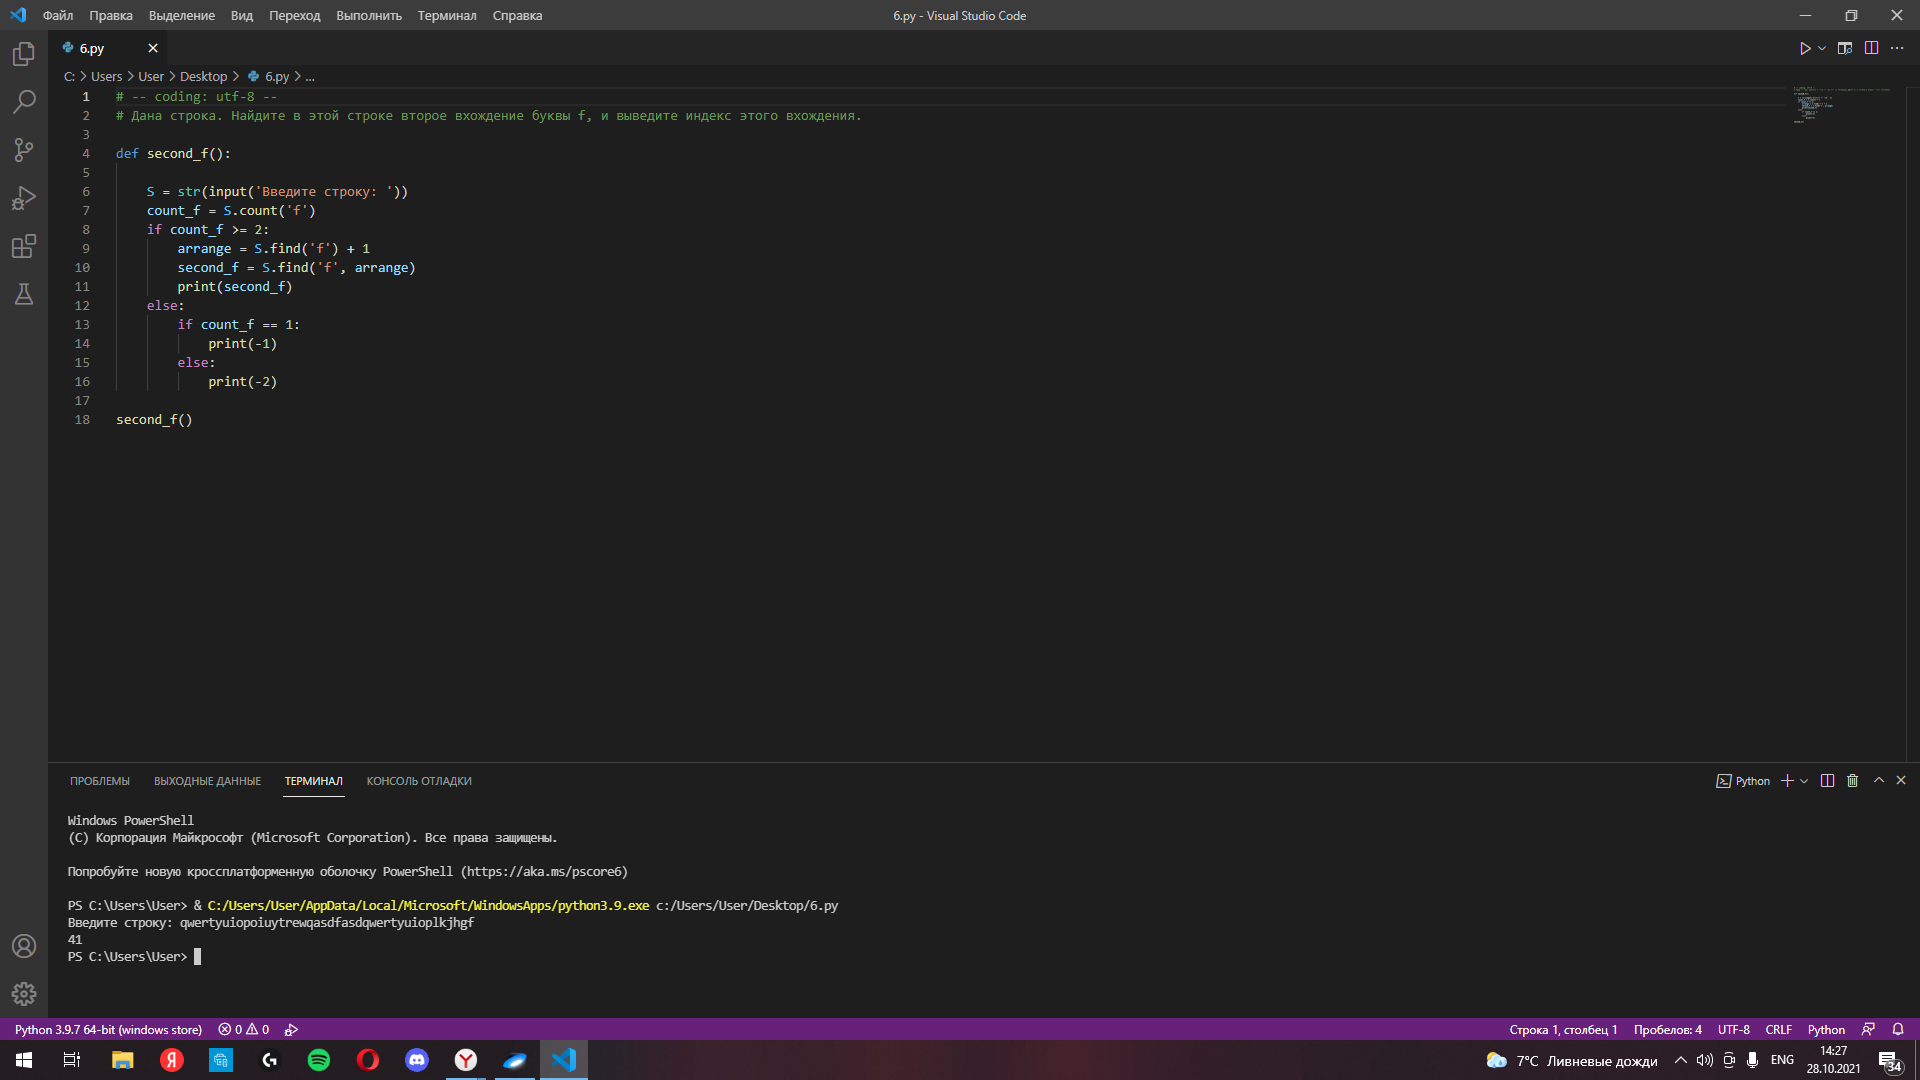 Файл Правка Выделение Вид Переход Выполнить Терминал Справка 6.py - Visual Studio Code
6.py
C: > Users > User > Desktop > 6.py > ...
1 # -- coding: utf-8 --
2 # Дана строка. Найдите в этой строке второе вхождение буквы f, и выведите индекс этого вхождения.
3
4 def second_f():
5
6 S = str(input('Введите строку: '))
7 count_f = S.count('f')
8 if count_f >= 2:
9 arrange = S.find('f') + 1
10 second_f = S.find('f', arrange)
11 print(second_f)
12 else:
13 if count_f == 1:
14 print(-1)
15 else:
16 print(-2)
17
18 second_f()
ПРОБЛЕМЫ ВЫХОДНЫЕ ДАННЫЕ ТЕРМИНАЛ КОНСОЛЬ ОТЛАДКИ Python
Windows PowerShell
(C) Корпорация Майкрософт (Microsoft Corporation). Все права защищены.
Попробуйте новую кроссплатформенную оболочку PowerShell (https://aka.ms/pscore6)
PS C:\Users\User> & C:/Users/User/AppData/Local/Microsoft/WindowsApps/python3.9.exe c:/Users/User/Desktop/6.py
Введите строку: qwertyuiopoiuytrewqasdfasdqwertyuioplkjhgf
41
PS C:\Users\User>
Python 3.9.7 64-bit (windows store) 0 0 Строка 1, столбец 1 Пробелов: 4 UTF-8 CRLF Python
7°C Ливневые дожди ENG 14:27
28.10.2021 34